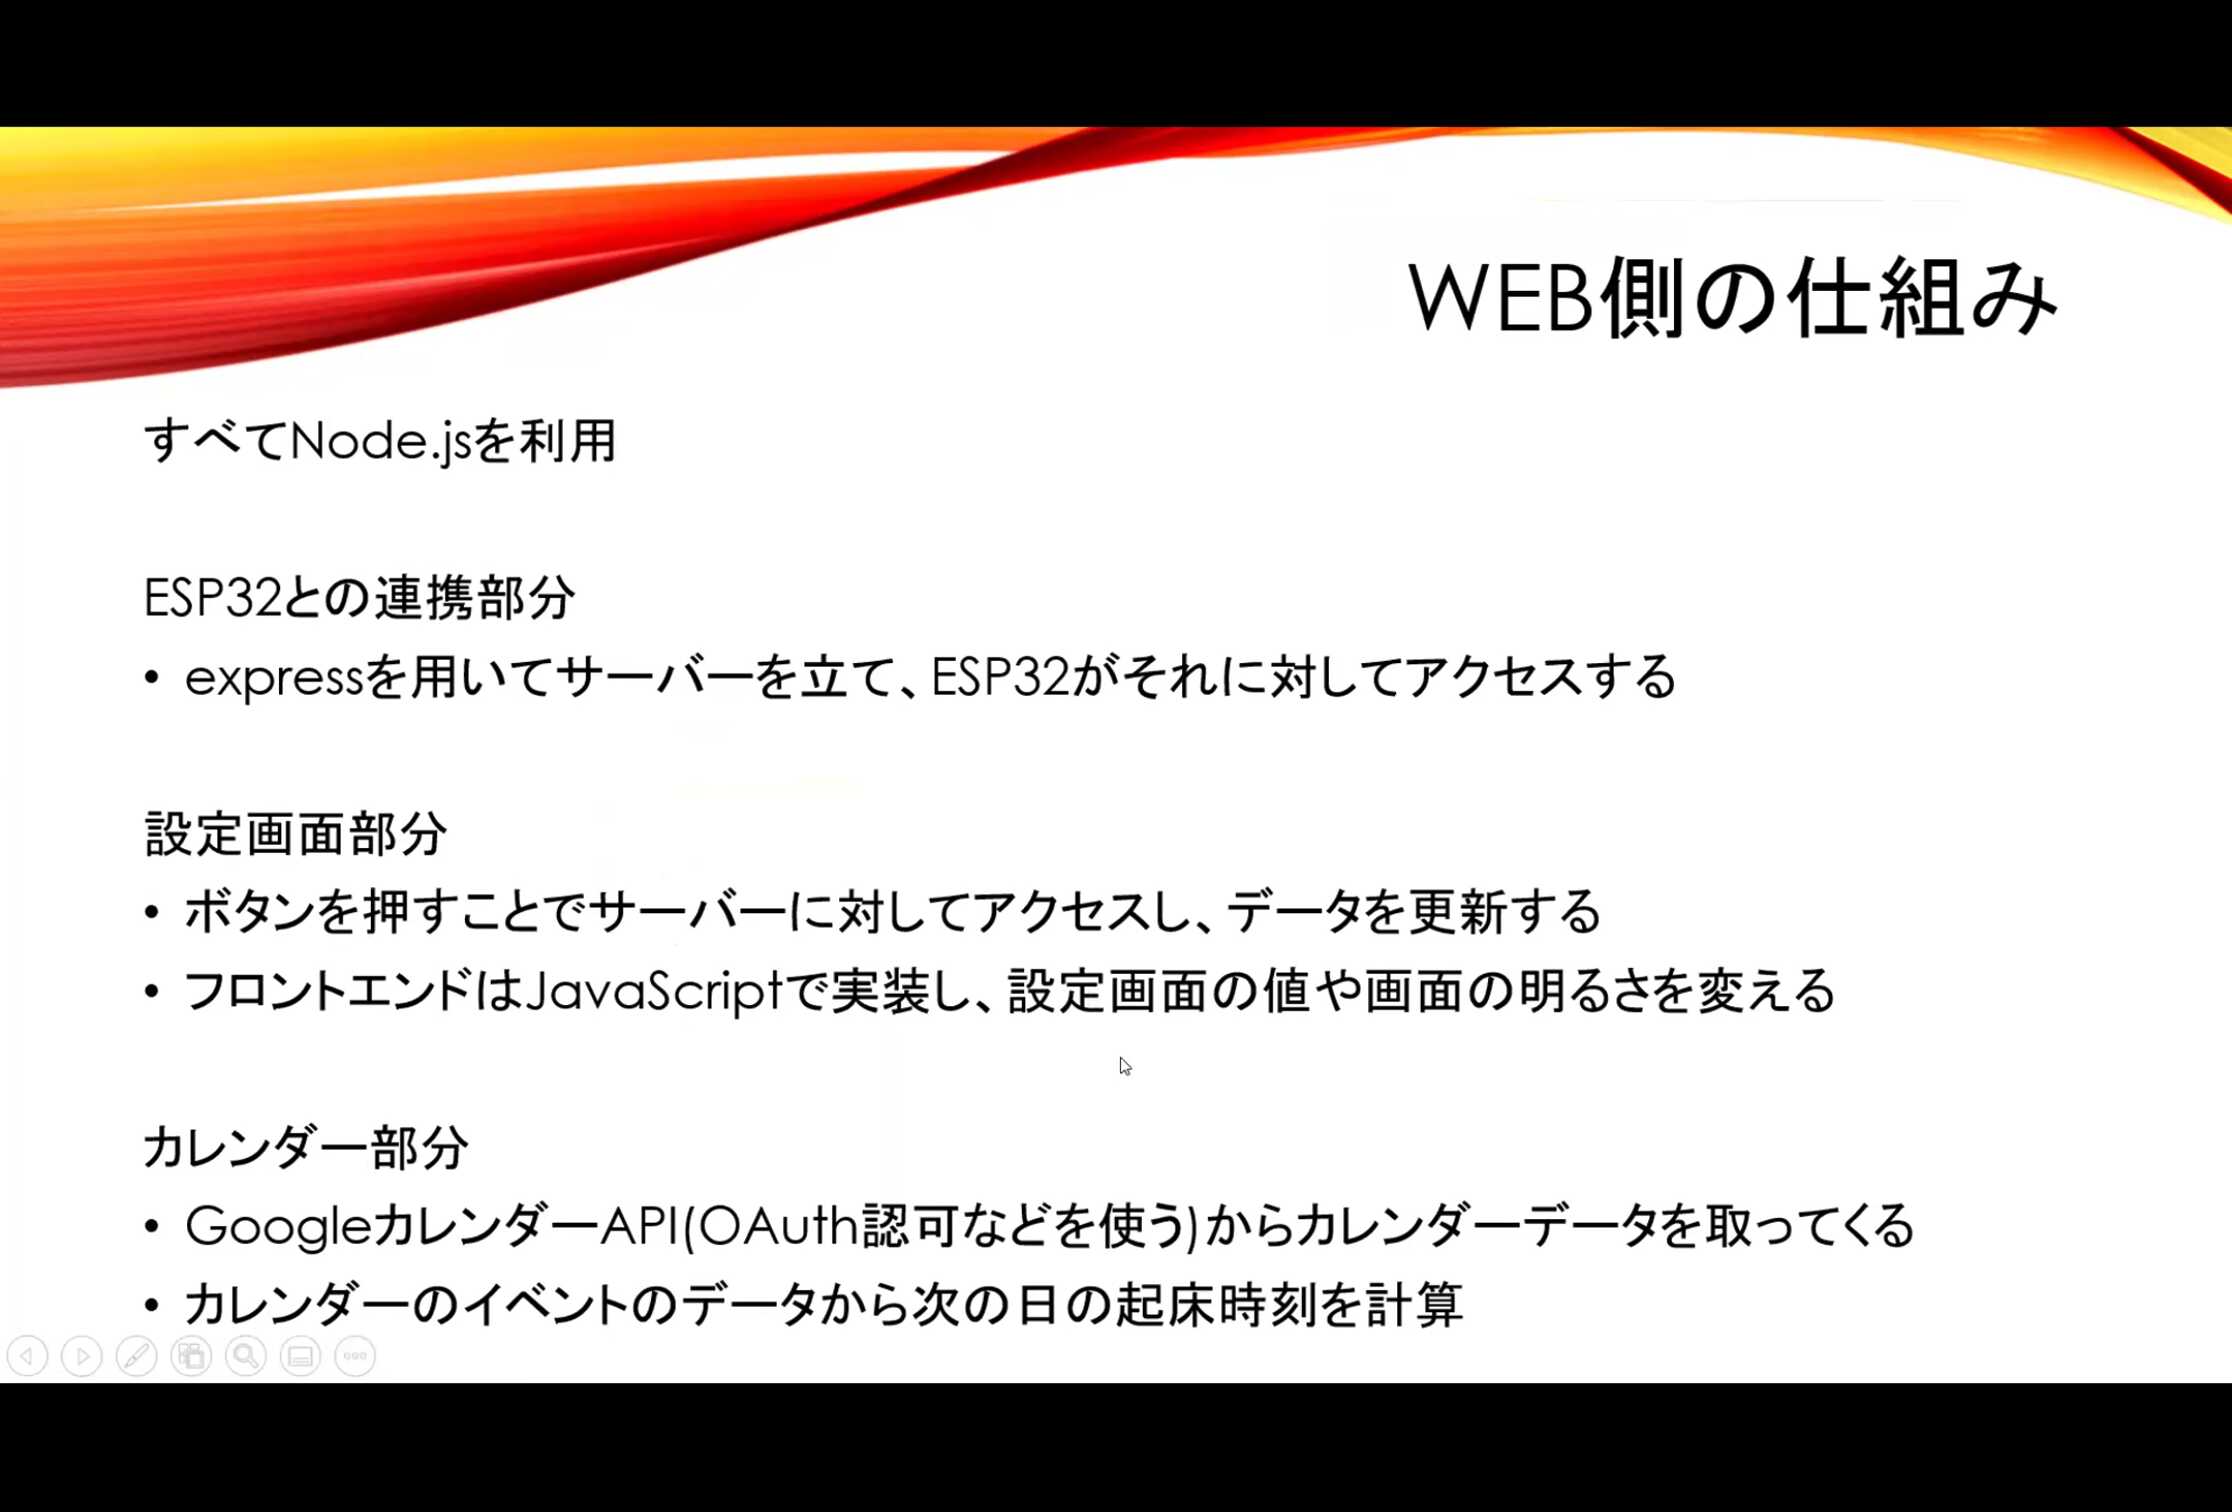 WEB側の仕組み
すべてNode.jsを利用
ESP32との連携部分
• expressを用いてサーバーを立て、ESP32がそれに対してアクセスする
設定画面部分
• ボタンを押すことでサーバーに対してアクセスし、データを更新する
• フロントエンドはJavaScriptで実装し、設定画面の値や画面の明るさを変える
カレンダー部分
• GoogleカレンダーAPI(OAuth認可などを使う)からカレンダーデータを取ってくる
• カレンダーのイベントのデータから次の日の起床時刻を計算